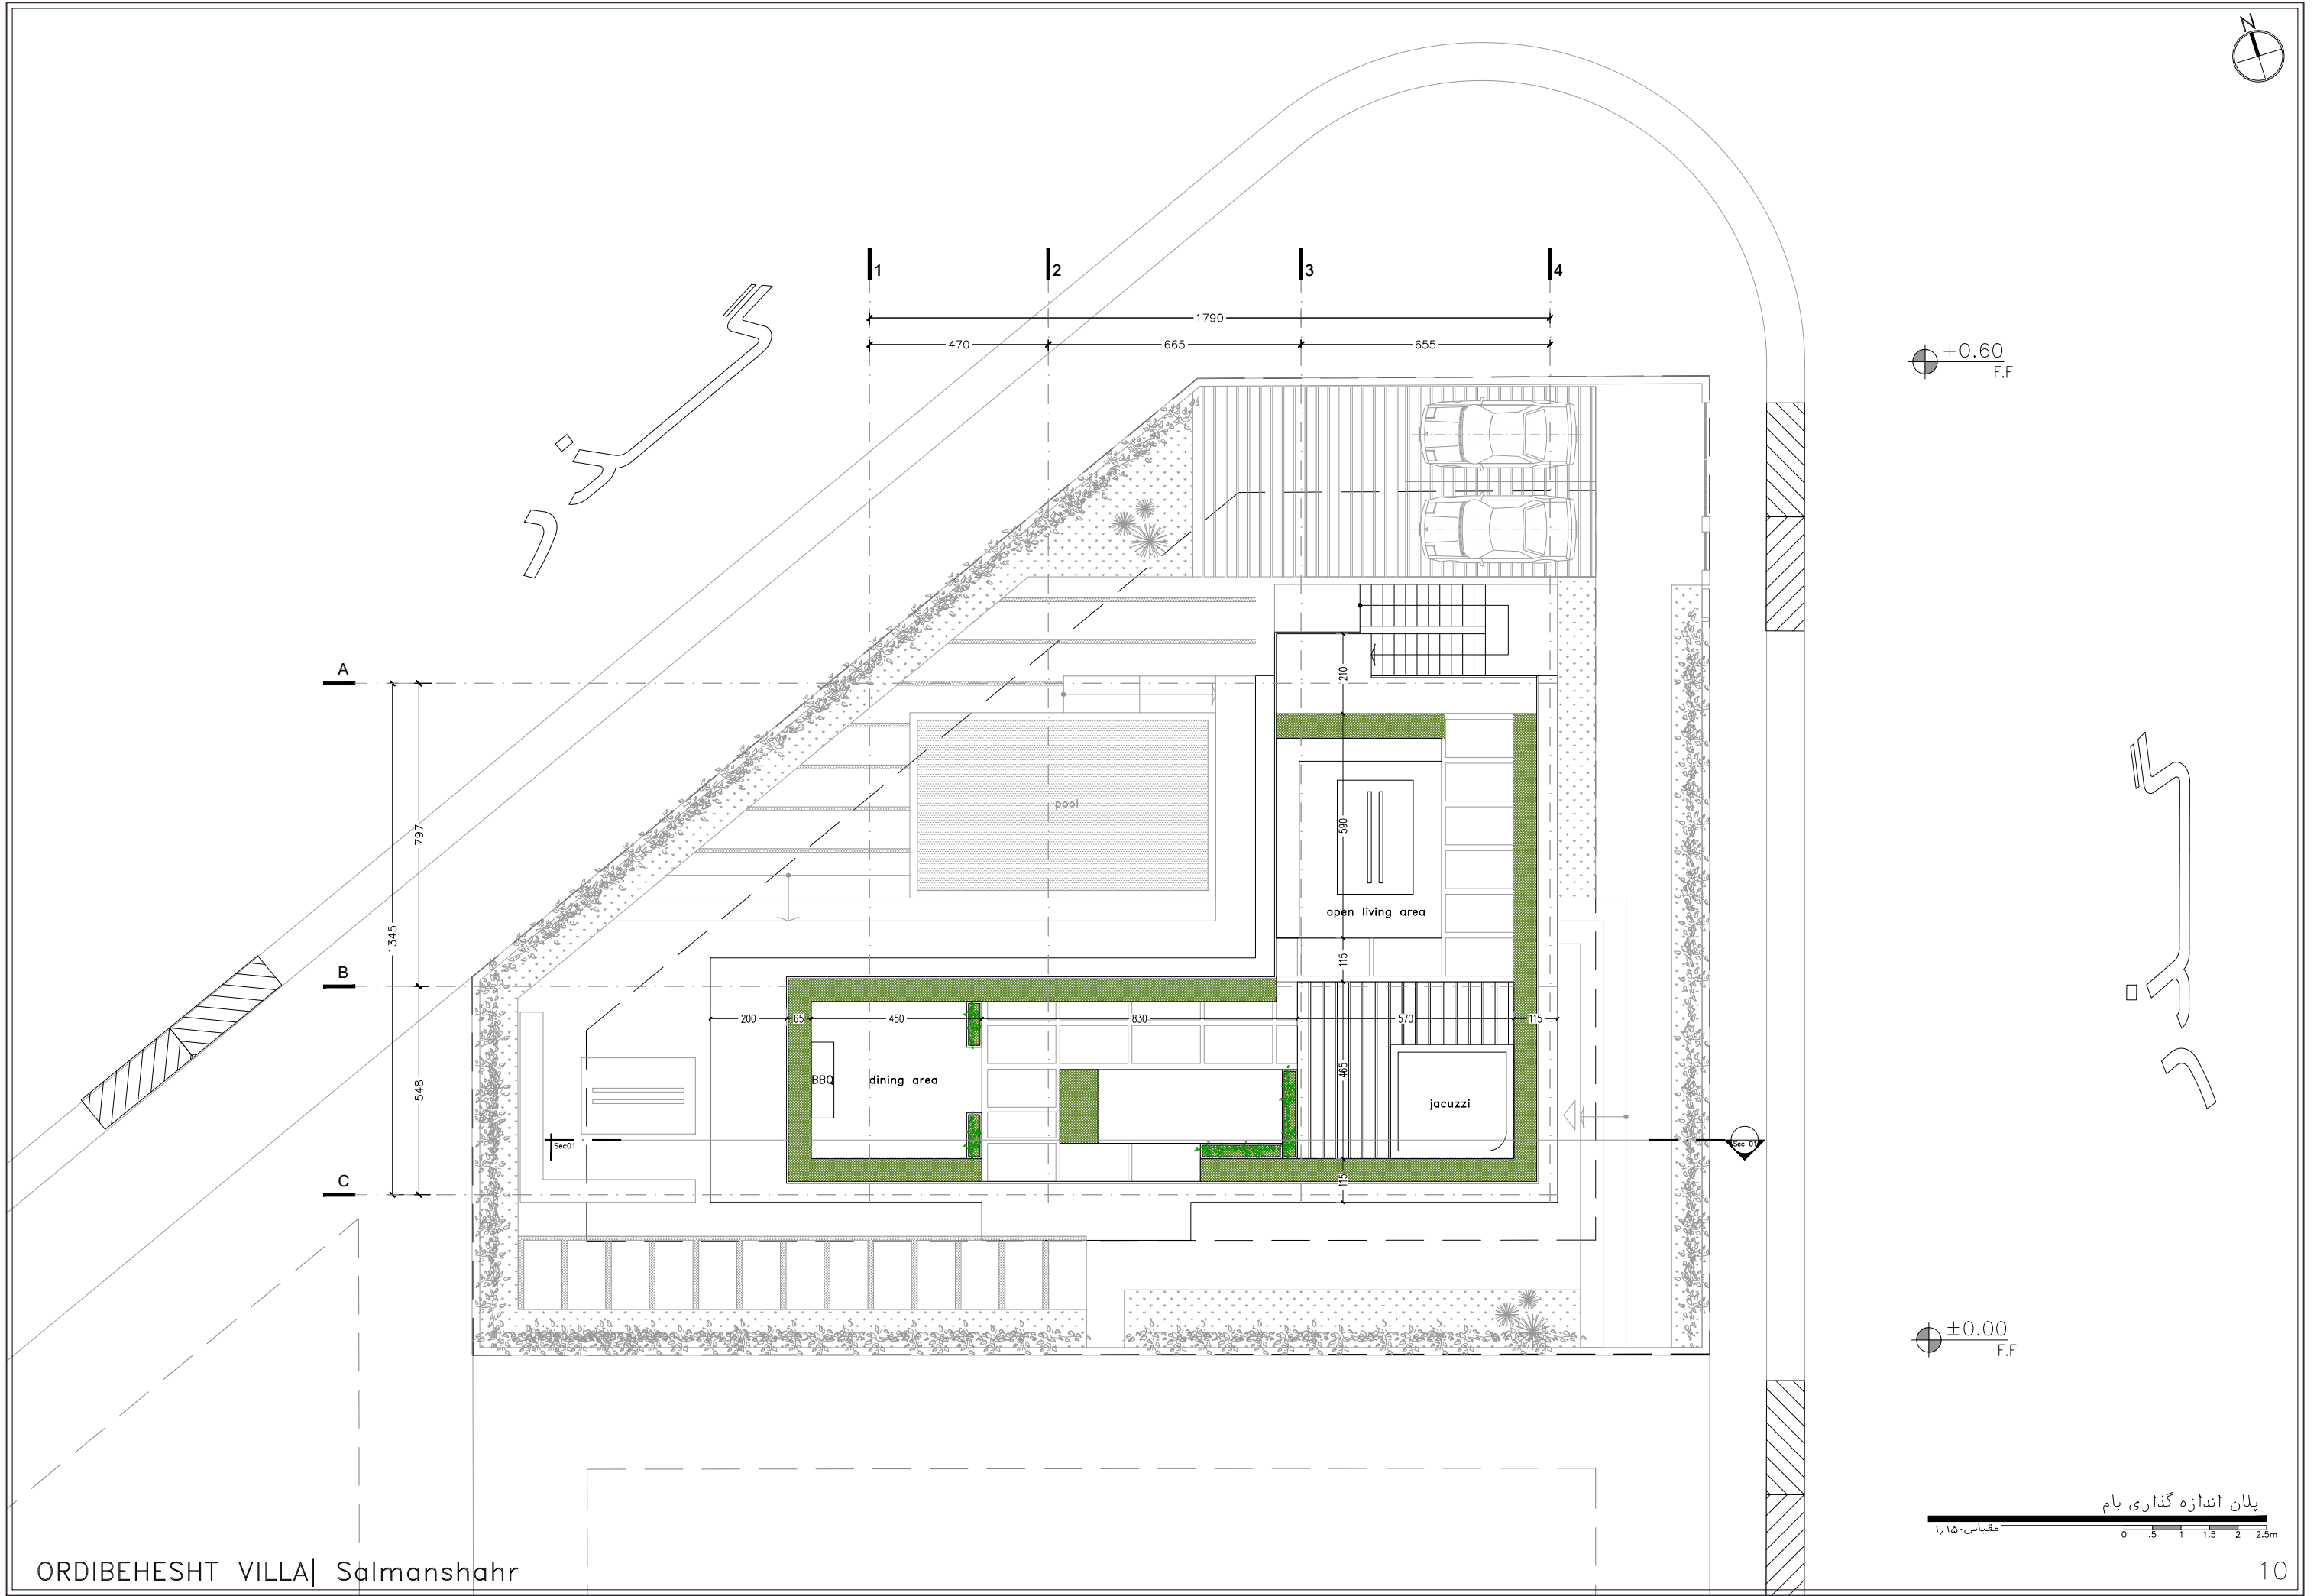 N
1
2
3
4
1790
470
665
655
+0.60
F.F
گذر
A
210
797
pool
590
1345
open living area
گذر
115
B
200
65
450
830
570
115
465
BBQ
dining area
548
jacuzzi
Sec01
Sec 01
115
C
±0.00
F.F
پلان اندازه گذاری بام
مقیاس ۱٫۱۵۰
0 .5 1 1.5 2 2.5m
ORDIBEHESHT VILLA| Salmanshahr
10